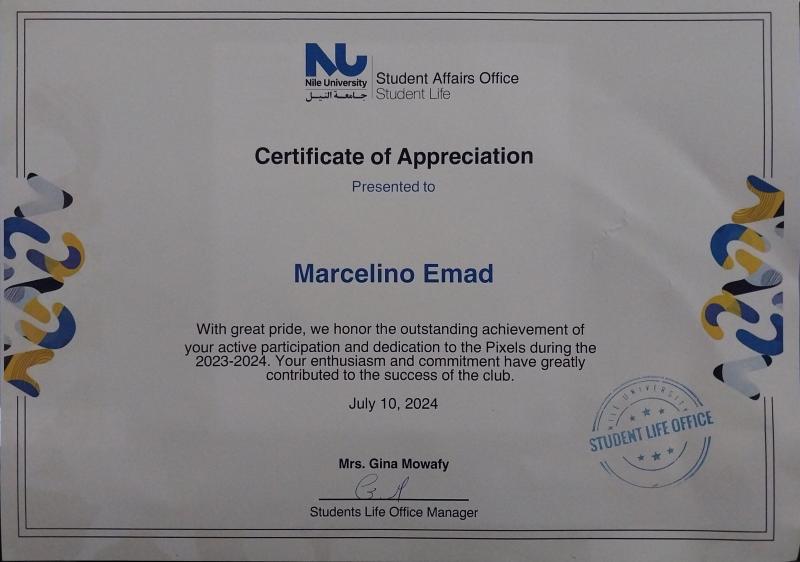 NU
Nile University
جامعة النيل
Student Affairs Office
Student Life
Certificate of Appreciation
Presented to
Marcelino Emad
With great pride, we honor the outstanding achievement of
your active participation and dedication to the Pixels during the
2023-2024. Your enthusiasm and commitment have greatly
contributed to the success of the club.
July 10, 2024
NILE UNIVERSITY
STUDENT LIFE OFFICE
Mrs. Gina Mowafy
Students Life Office Manager